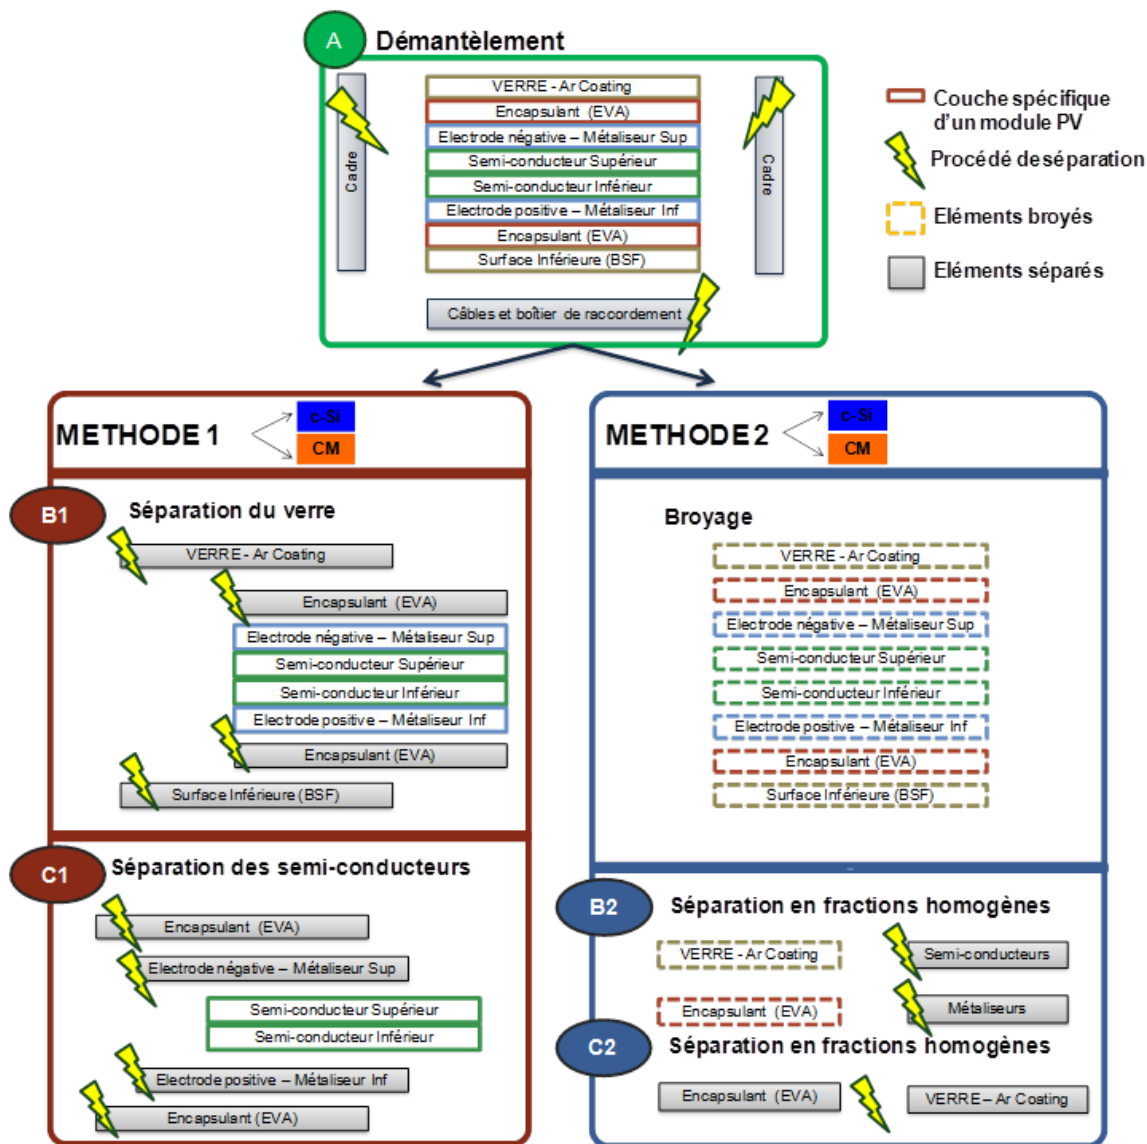 A
Démantèlement
VERRE - Ar Coating
Encapsulant (EVA)
Electrode négative – Métaliseur Sup
Semi-conducteur Supérieur
Semi-conducteur Inférieur
Electrode positive – Métaliseur Inf
Encapsulant (EVA)
Surface Inférieure (BSF)
Cadre
Cadre
Câbles et boîtier de raccordement
Couche spécifique
d'un module PV
Procédé de séparation
Eléments broyés
Eléments séparés
METHODE 1
c-Si
CM
B1
Séparation du verre
VERRE - Ar Coating
Encapsulant (EVA)
Electrode négative – Métaliseur Sup
Semi-conducteur Supérieur
Semi-conducteur Inférieur
Electrode positive – Métaliseur Inf
Encapsulant (EVA)
Surface Inférieure (BSF)
C1
Séparation des semi-conducteurs
Encapsulant (EVA)
Electrode négative – Métaliseur Sup
Semi-conducteur Supérieur
Semi-conducteur Inférieur
Electrode positive – Métaliseur Inf
Encapsulant (EVA)
METHODE 2
c-Si
CM
Broyage
VERRE - Ar Coating
Encapsulant (EVA)
Electrode négative – Métaliseur Sup
Semi-conducteur Supérieur
Semi-conducteur Inférieur
Electrode positive – Métaliseur Inf
Encapsulant (EVA)
Surface Inférieure (BSF)
B2
Séparation en fractions homogènes
VERRE - Ar Coating
Semi-conducteurs
Encapsulant (EVA)
Métaliseurs
C2
Séparation en fractions homogènes
Encapsulant (EVA)
VERRE – Ar Coating